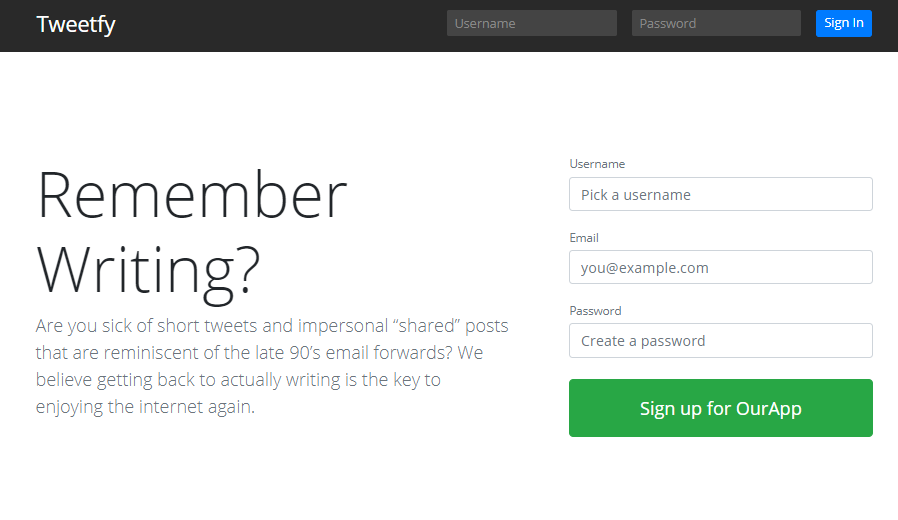 Tweetfy
Username
Password
Sign In
Remember
Writing?
Are you sick of short tweets and impersonal “shared” posts
that are reminiscent of the late 90’s email forwards? We
believe getting back to actually writing is the key to
enjoying the internet again.
Username
Pick a username
Email
you@example.com
Password
Create a password
Sign up for OurApp